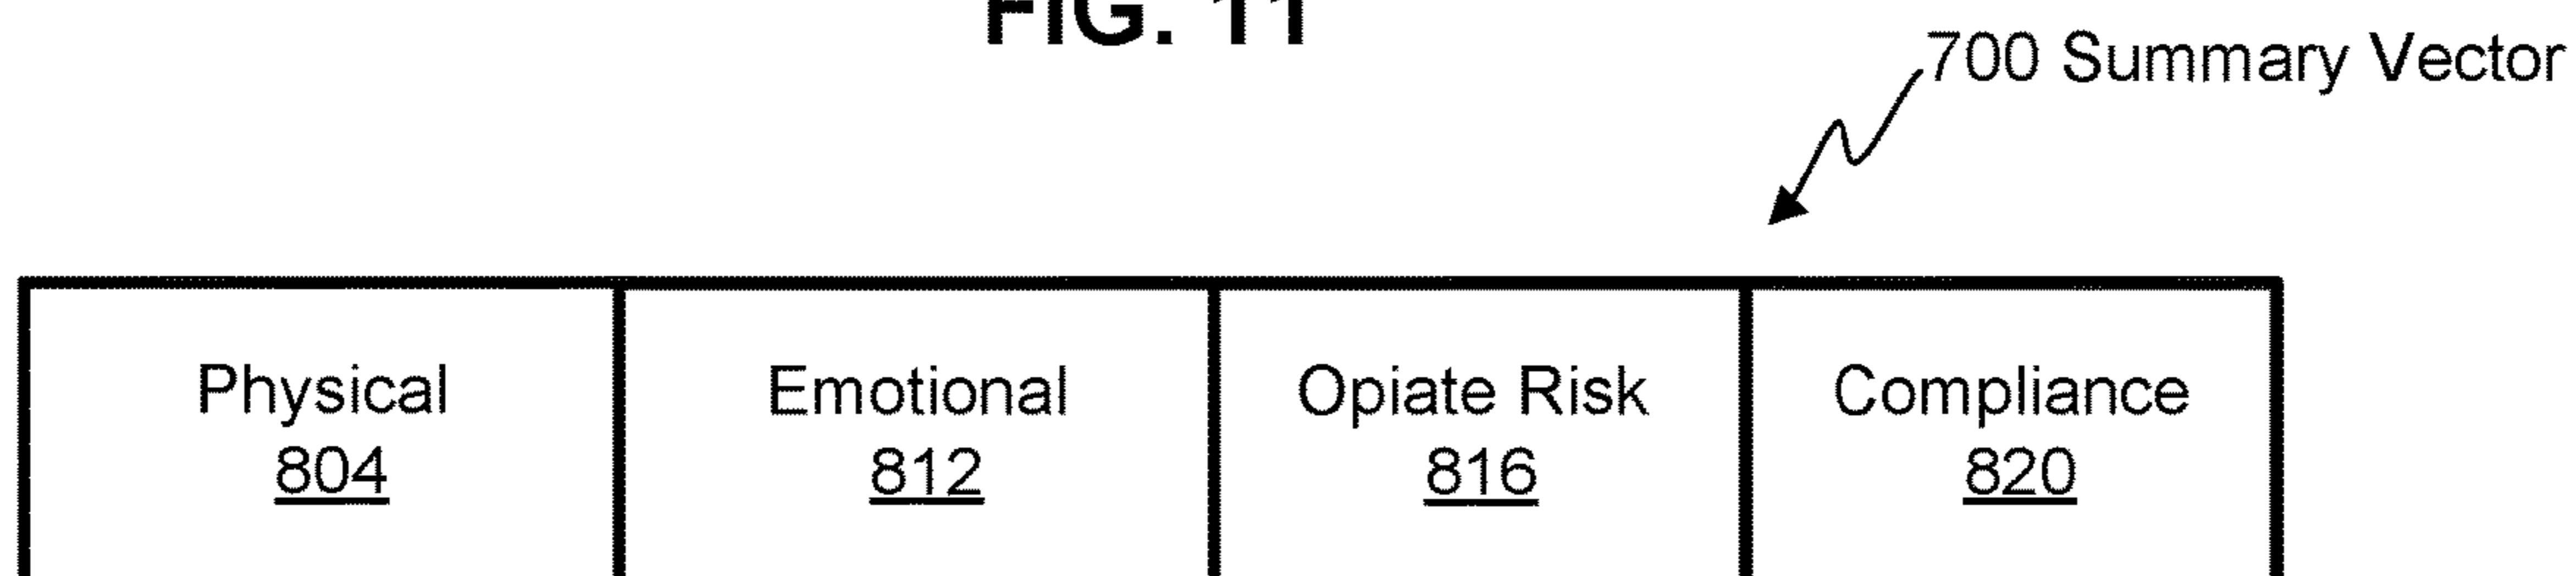 FIG. 11
700 Summary Vector
Physical Emotional Opiate Risk Compliance
804 812 816 820